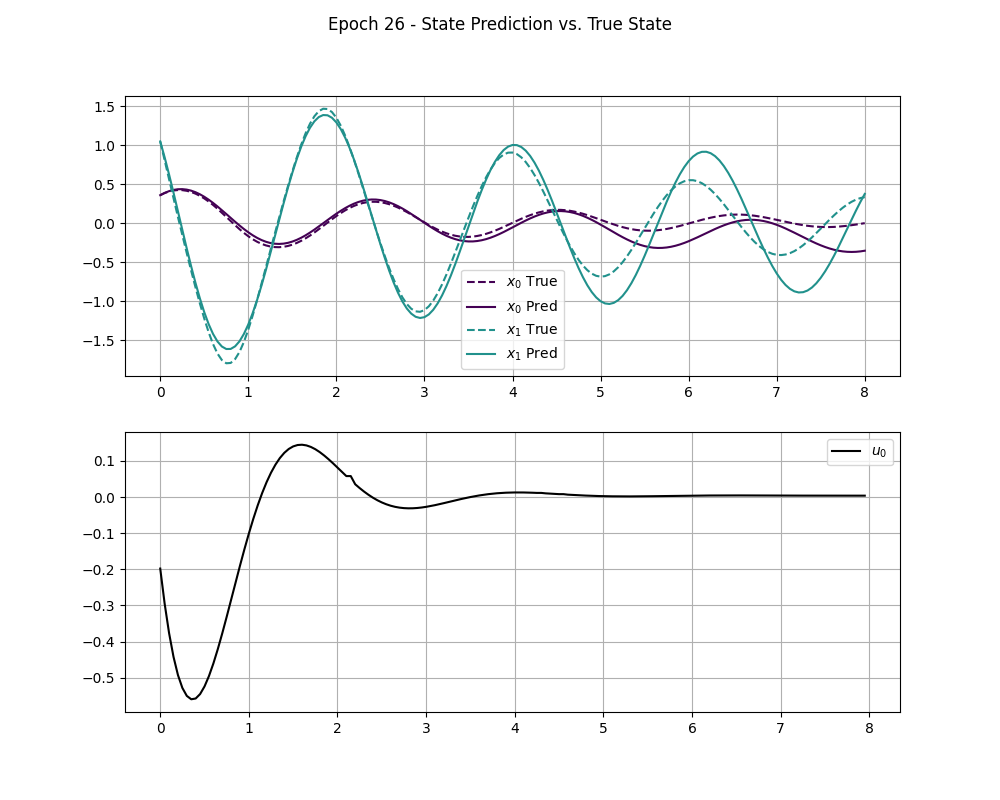 Epoch 26 - State Prediction vs. True State
1.5
1.0
0.5
0.0
−0.5
−1.0
−1.5
x₀ True
x₀ Pred
x₁ True
x₁ Pred
0 1 2 3 4 5 6 7 8
0.1
0.0
−0.1
−0.2
−0.3
−0.4
−0.5
u₀
0 1 2 3 4 5 6 7 8